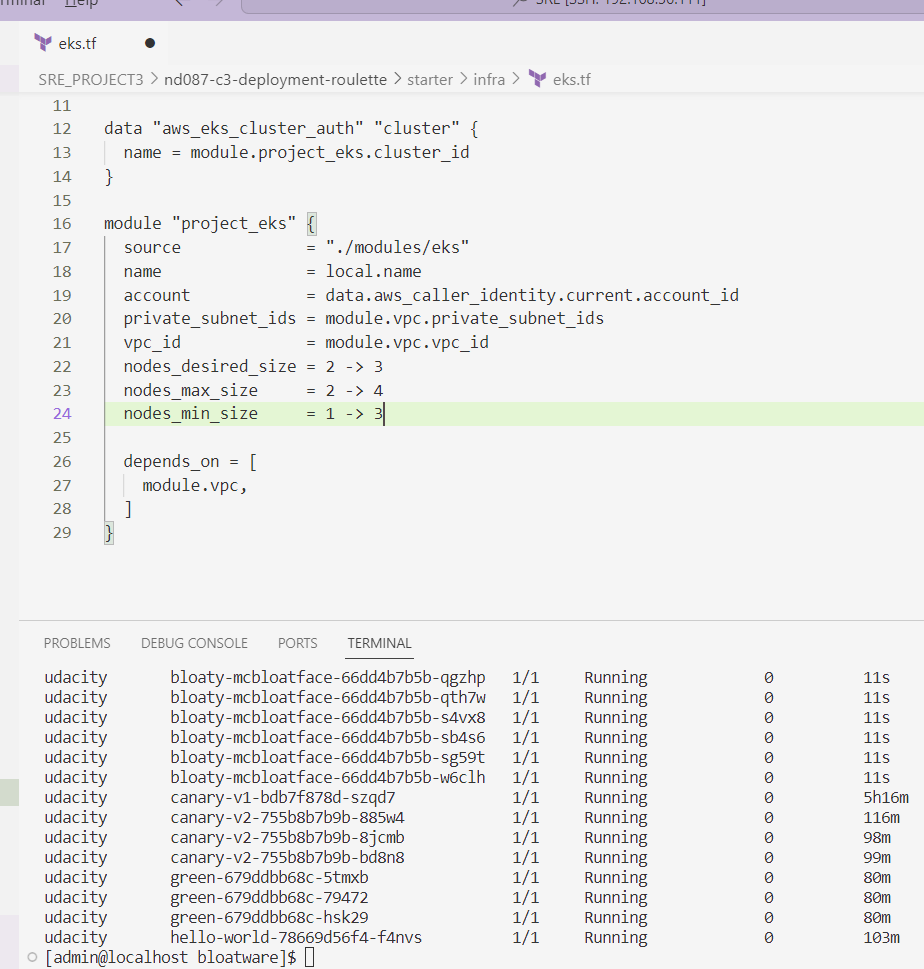 Help
SRE [SSH: 192.168.56.111]
eks.tf
SRE_PROJECT3 > nd087-c3-deployment-roulette > starter > infra > eks.tf
11
12 data "aws_eks_cluster_auth" "cluster" {
13 name = module.project_eks.cluster_id
14 }
15
16 module "project_eks" {
17 source = "./modules/eks"
18 name = local.name
19 account = data.aws_caller_identity.current.account_id
20 private_subnet_ids = module.vpc.private_subnet_ids
21 vpc_id = module.vpc.vpc_id
22 nodes_desired_size = 2 -> 3
23 nodes_max_size = 2 -> 4
24 nodes_min_size = 1 -> 3
25
26 depends_on = [
27 module.vpc,
28 ]
29 }
PROBLEMS DEBUG CONSOLE PORTS TERMINAL
udacity bloaty-mcbloatface-66dd4b7b5b-qgzhp 1/1 Running 0 11s
udacity bloaty-mcbloatface-66dd4b7b5b-qth7w 1/1 Running 0 11s
udacity bloaty-mcbloatface-66dd4b7b5b-s4vx8 1/1 Running 0 11s
udacity bloaty-mcbloatface-66dd4b7b5b-sb4s6 1/1 Running 0 11s
udacity bloaty-mcbloatface-66dd4b7b5b-sg59t 1/1 Running 0 11s
udacity bloaty-mcbloatface-66dd4b7b5b-w6clh 1/1 Running 0 11s
udacity canary-v1-bdb7f878d-szqd7 1/1 Running 0 5h16m
udacity canary-v2-755b8b7b9b-885w4 1/1 Running 0 116m
udacity canary-v2-755b8b7b9b-8jcmb 1/1 Running 0 98m
udacity canary-v2-755b8b7b9b-bd8n8 1/1 Running 0 99m
udacity green-679ddbb68c-5tmxb 1/1 Running 0 80m
udacity green-679ddbb68c-79472 1/1 Running 0 80m
udacity green-679ddbb68c-hsk29 1/1 Running 0 80m
udacity hello-world-78669d56f4-f4nvs 1/1 Running 0 103m
[admin@localhost bloatware]$